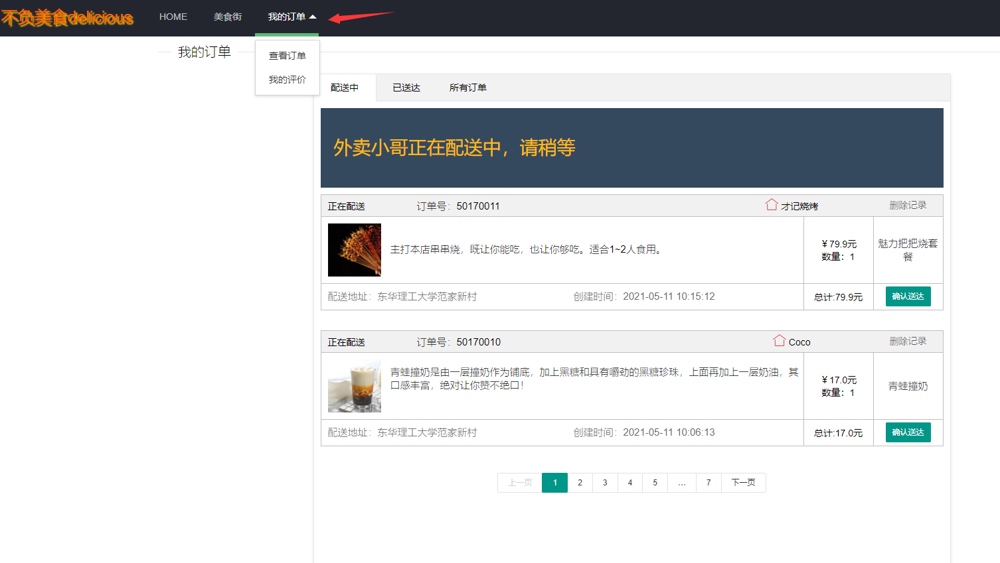 不负美食delicious
HOME
美食街
我的订单
查看订单
我的评价
我的订单
配送中
已送达
所有订单
外卖小哥正在配送中，请稍等
正在配送
订单号：50170011
才记烧烤
删除记录
主打本店串串烧，既让你能吃，也让你够吃。适合1~2人食用。
￥79.9元
数量：1
魅力把把烧套
餐
配送地址：东华理工大学范家新村
创建时间：2021-05-11 10:15:12
总计:79.9元
确认送达
正在配送
订单号：50170010
Coco
删除记录
青蛙撞奶是由一层撞奶作为铺底，加上黑糖和具有嚼劲的黑糖珍珠，上面再加上一层奶油，其
口感丰富，绝对让你赞不绝口！
￥17.0元
数量：1
青蛙撞奶
配送地址：东华理工大学范家新村
创建时间：2021-05-11 10:06:13
总计:17.0元
确认送达
上一页
1
2
3
4
5
…
7
下一页